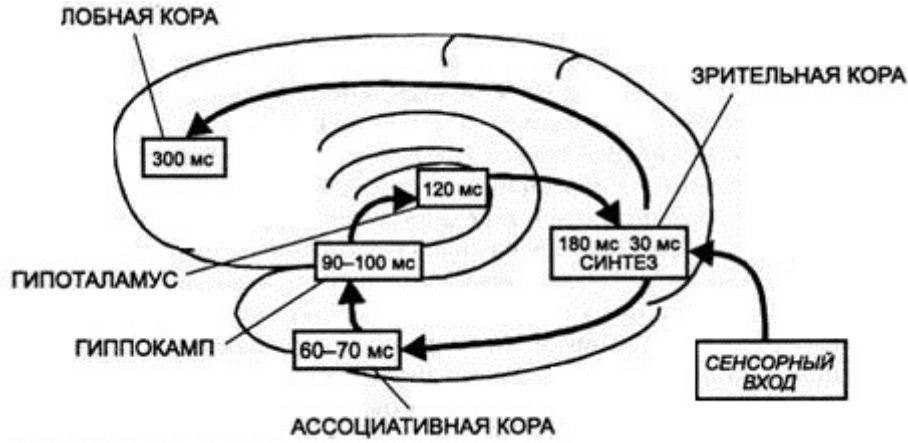 ЛОБНАЯ КОРА
ЗРИТЕЛЬНАЯ КОРА
300 мс
120 мс
180 мс 30 мс
СИНТЕЗ
ГИПОТАЛАМУС
90–100 мс
ГИППОКАМП
60–70 мс
СЕНСОРНЫЙ
ВХОД
АССОЦИАТИВНАЯ КОРА